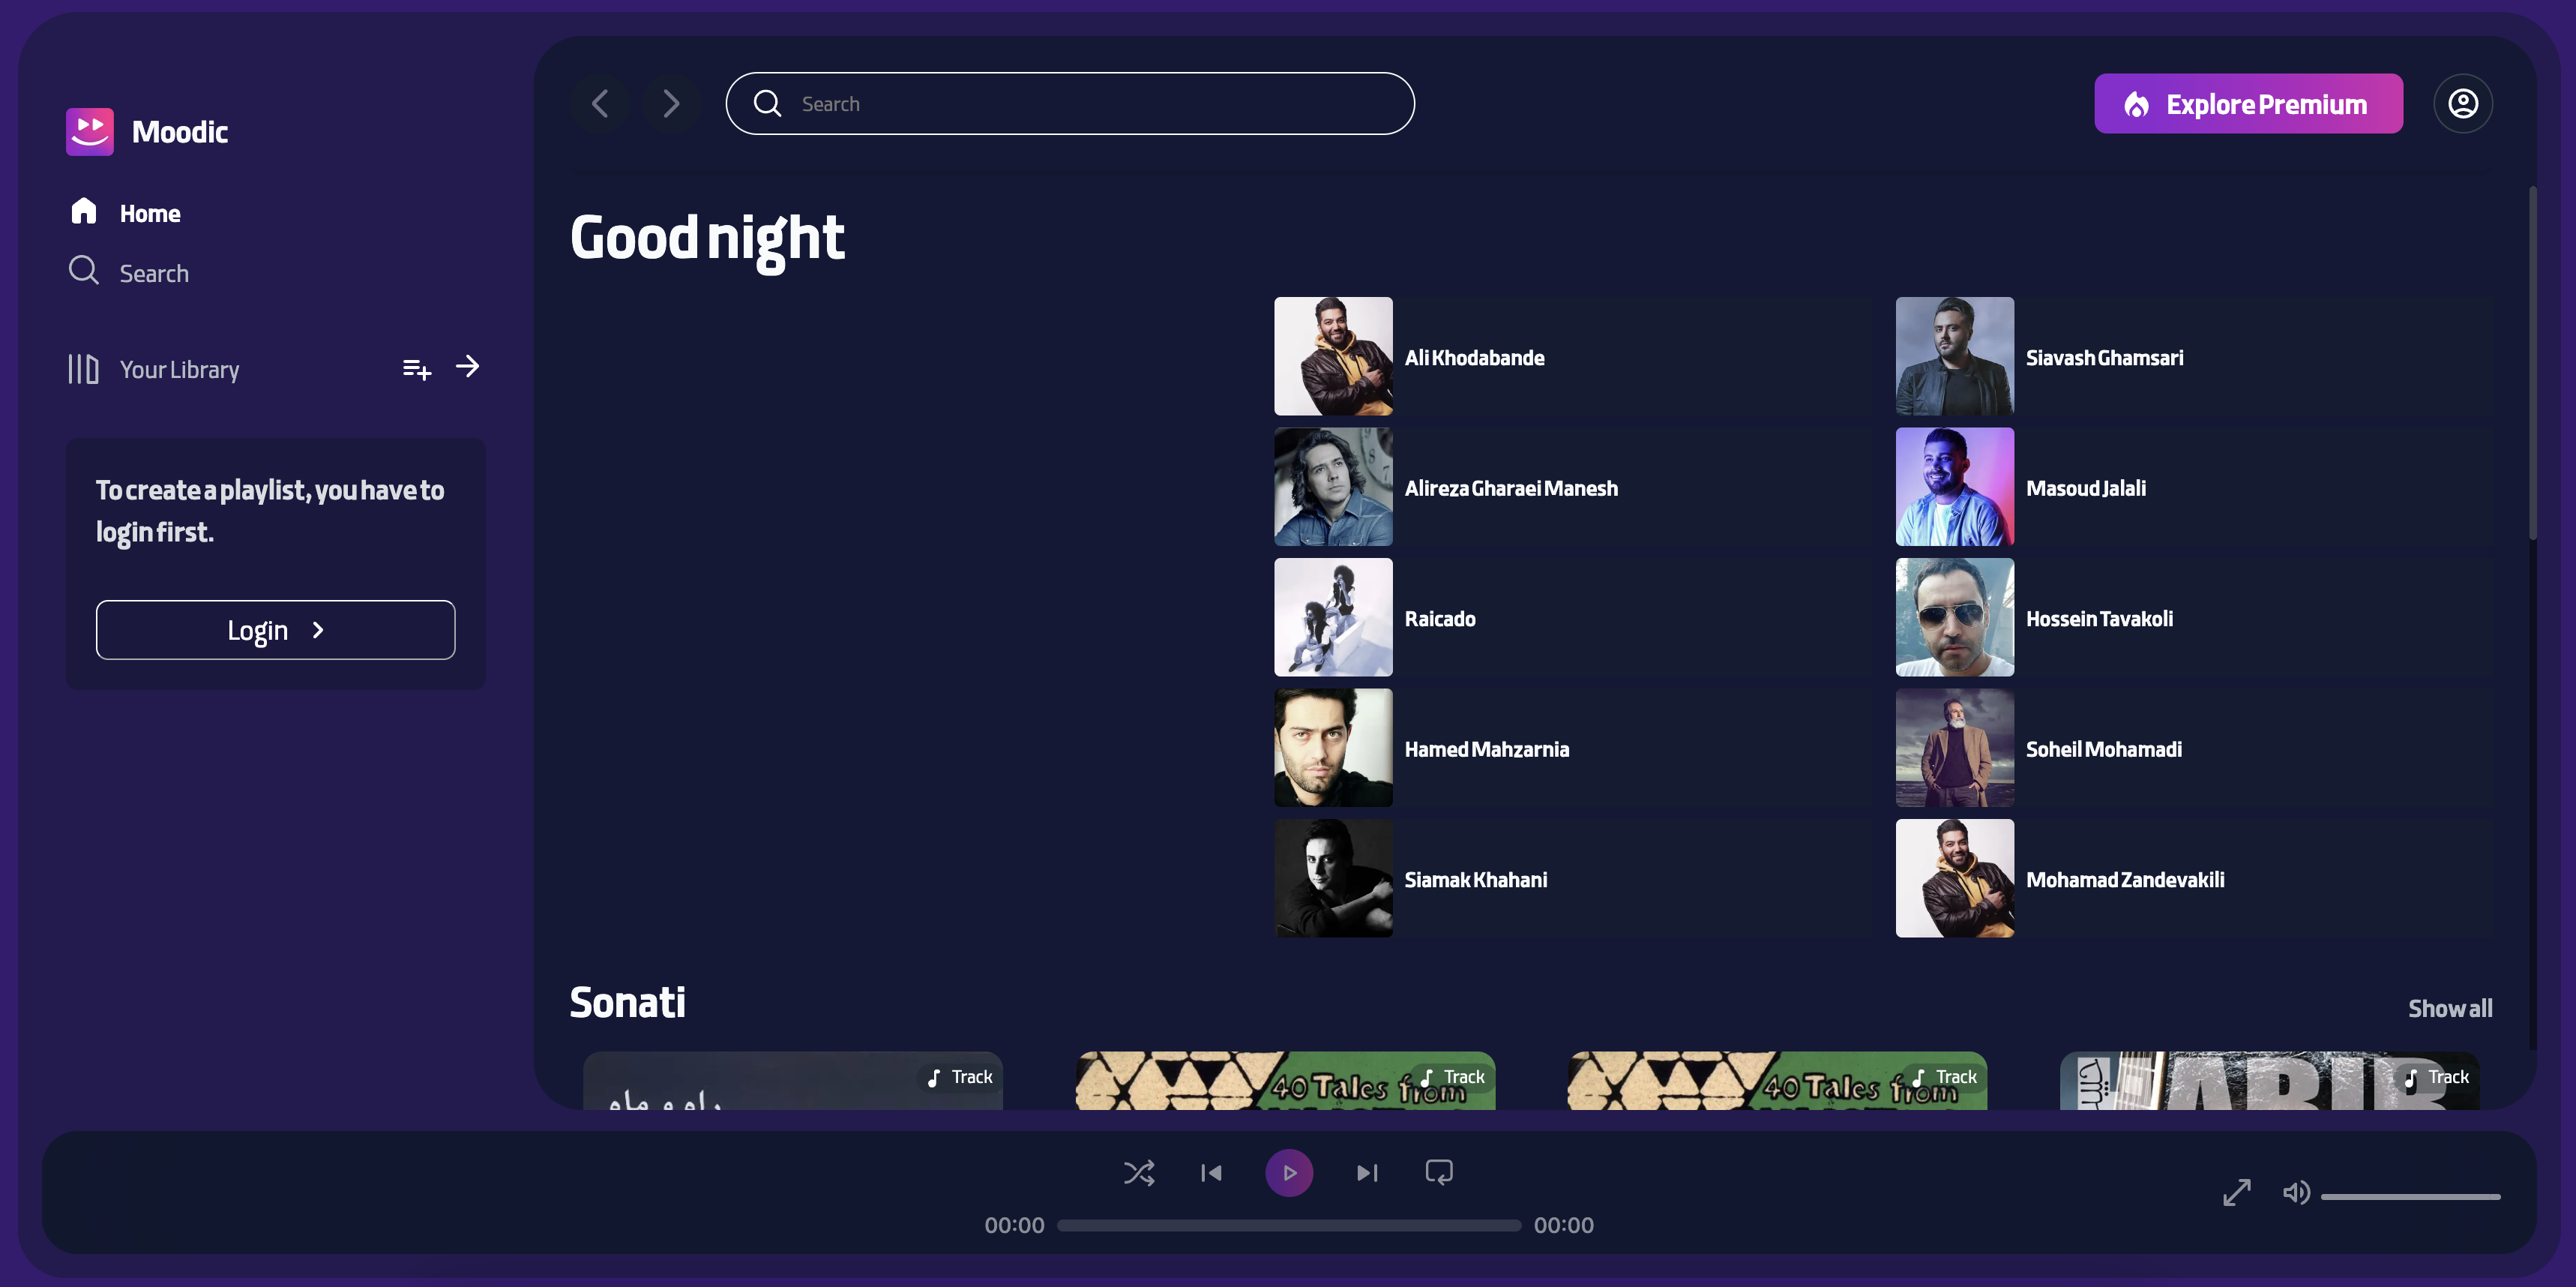 Moodic
Home
Search
Your Library
To create a playlist, you have to
login first.
Login
Search
Explore Premium
Good night
Ali Khodabande
Siavash Ghamsari
Alireza Gharaei Manesh
Masoud Jalali
Raicado
Hossein Tavakoli
Hamed Mahzarnia
Soheil Mohamadi
Siamak Khahani
Mohamad Zandevakili
Sonati
Show all
Track
راه و ماه
Track
40 Tales from
Track
40 Tales from
Track
00:00
00:00